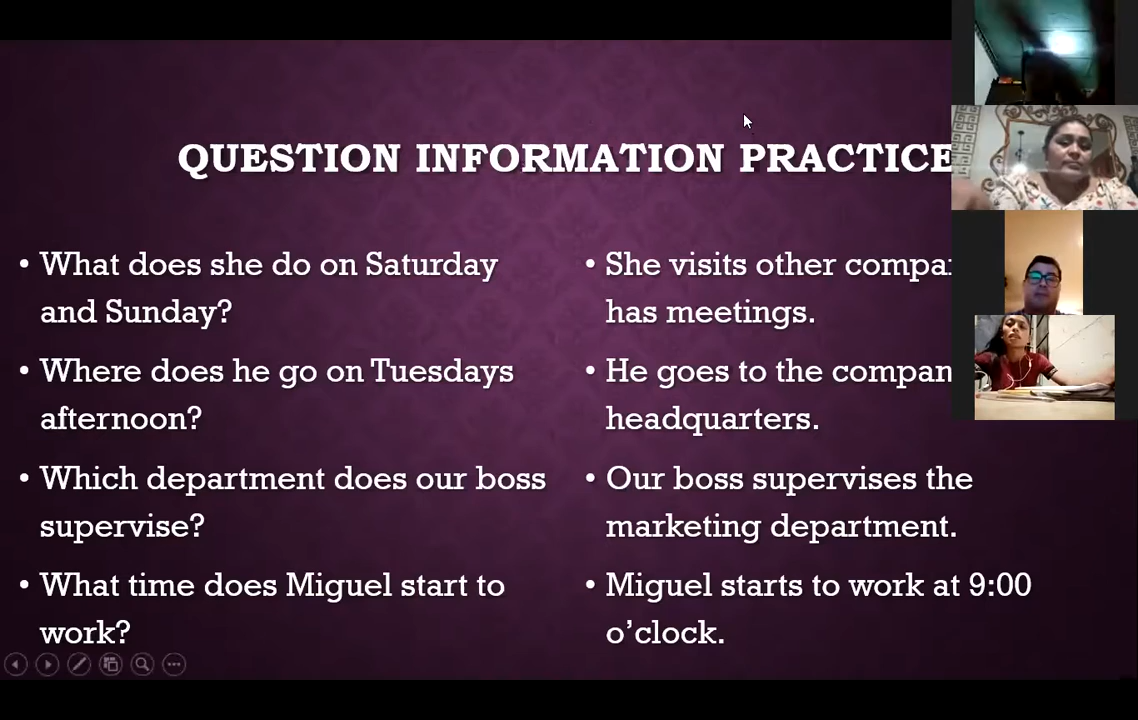 QUESTION INFORMATION PRACTICE
• What does she do on Saturday
and Sunday?
• Where does he go on Tuesdays
afternoon?
• Which department does our boss
supervise?
• What time does Miguel start to
work?
• She visits other
has meetings.
• He goes to the
headquarters.
• Our boss supervises the
marketing department.
• Miguel starts to work at 9:00
o’clock.